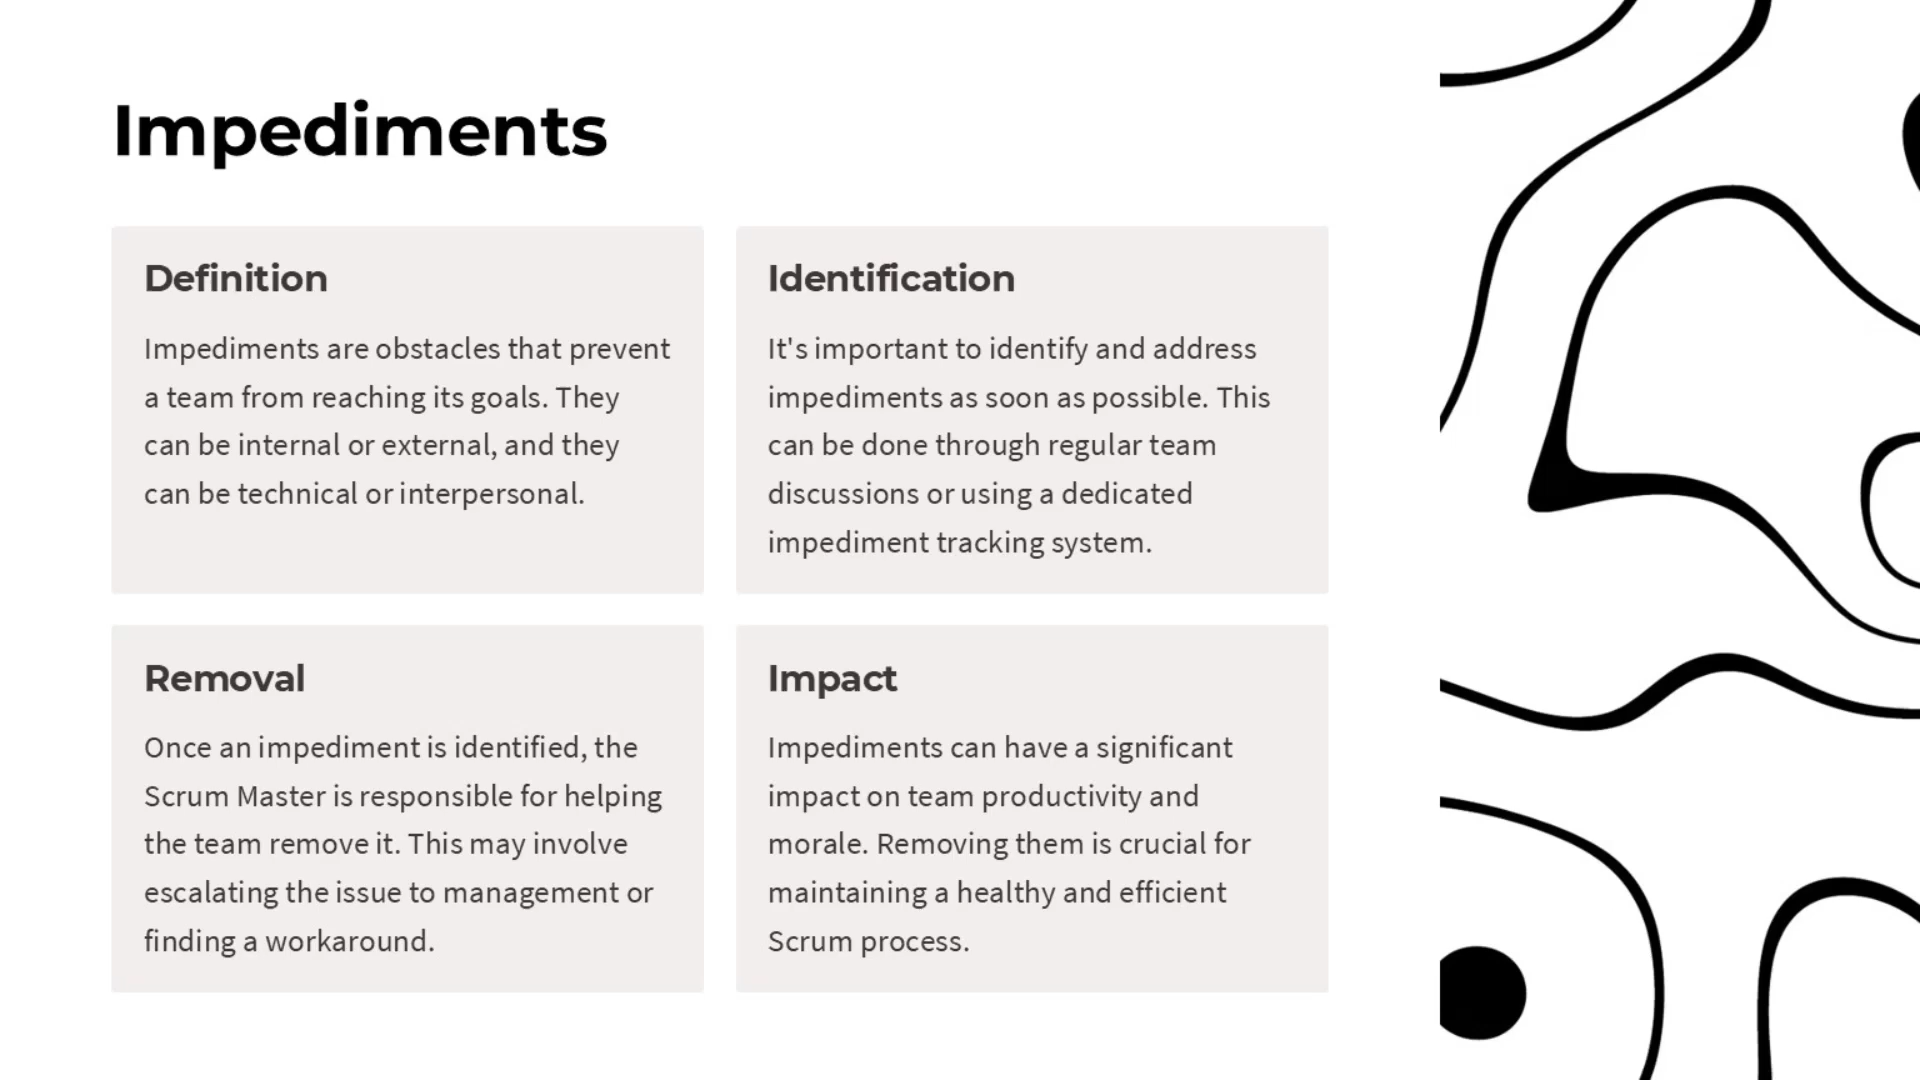 Impediments
Definition
Impediments are obstacles that prevent
a team from reaching its goals. They
can be internal or external, and they
can be technical or interpersonal.
Identification
It's important to identify and address
impediments as soon as possible. This
can be done through regular team
discussions or using a dedicated
impediment tracking system.
Removal
Once an impediment is identified, the
Scrum Master is responsible for helping
the team remove it. This may involve
escalating the issue to management or
finding a workaround.
Impact
Impediments can have a significant
impact on team productivity and
morale. Removing them is crucial for
maintaining a healthy and efficient
Scrum process.